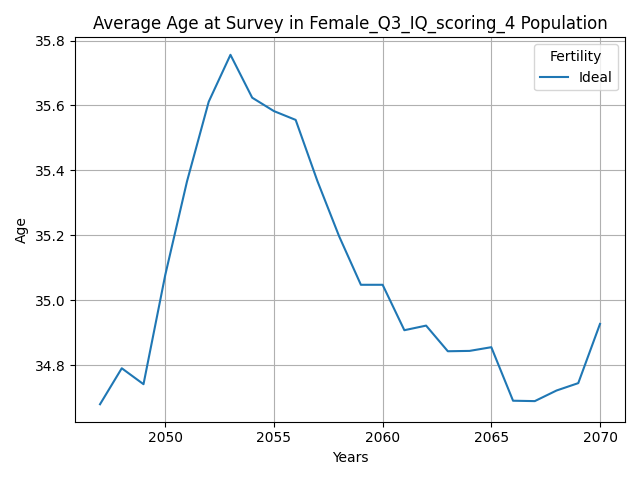 Average Age at Survey in Female_Q3_IQ_scoring_4 Population
Fertility
Ideal
35.8
35.6
35.4
35.2
35.0
34.8
Age
2050
2055
2060
2065
2070
Years